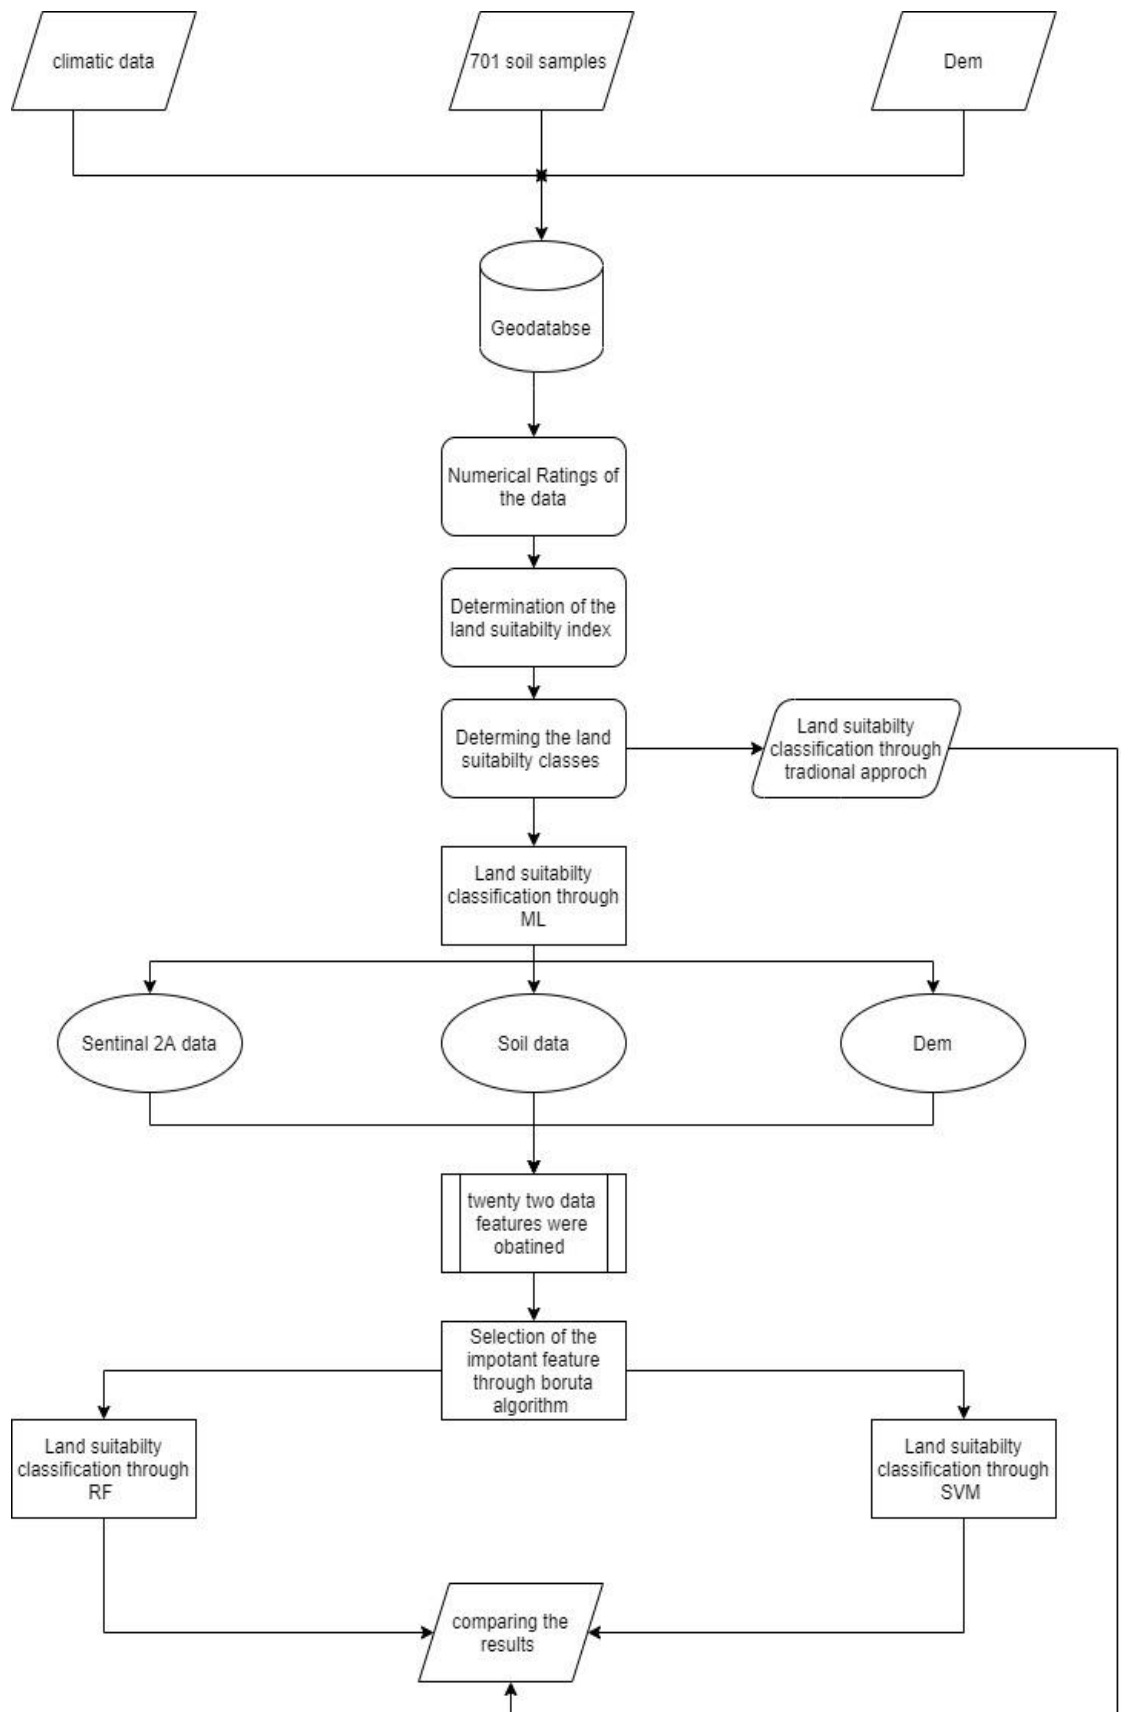 climatic data
701 soil samples
Dem
Geodatabse
Numerical Ratings of
the data
Determination of the
land suitabilty index
Determing the land
suitabilty classes
Land suitabilty
classification through
tradional approch
Land suitabilty
classification through
ML
Sentinal 2A data
Soil data
Dem
twenty two data
features were
obatined
Selection of the
impotant feature
through boruta
algorithm
Land suitabilty
classification through
RF
Land suitabilty
classification through
SVM
comparing the
results